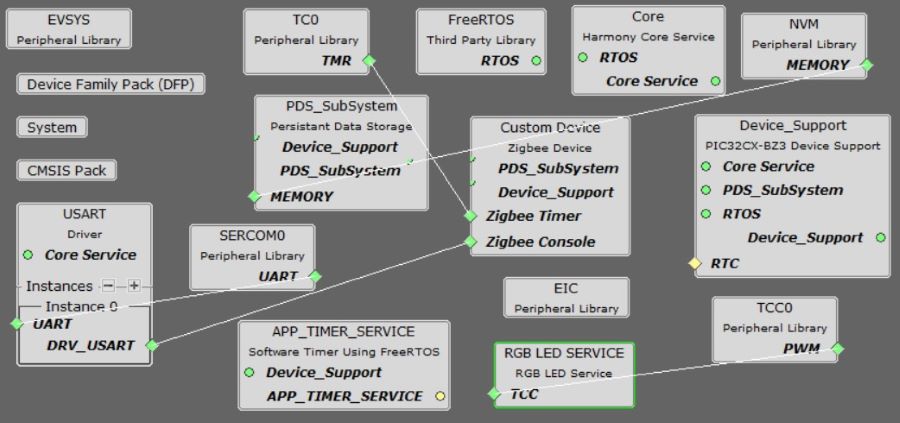 EVSYS
Peripheral Library
TC0
Peripheral Library
TMR
FreeRTOS
Third Party Library
RTOS
Core
Harmony Core Service
RTOS
Core Service
NVM
Peripheral Library
MEMORY
Device Family Pack (DFP)
System
CMSIS Pack
PDS_SubSystem
Persistant Data Storage
Device_Support
PDS_SubSystem
MEMORY
Custom Device
Zigbee Device
PDS_SubSystem
Device_Support
Zigbee Timer
Zigbee Console
Device_Support
PIC32CX-BZ3 Device Support
Core Service
PDS_SubSystem
RTOS
Device_Support
RTC
USART
Driver
Core Service
Instances
Instance 0
UART
DRV_USART
SERCOM0
Peripheral Library
UART
EIC
Peripheral Library
APP_TIMER_SERVICE
Software Timer Using FreeRTOS
Device_Support
APP_TIMER_SERVICE
RGB LED SERVICE
RGB LED Service
TCC
TCC0
Peripheral Library
PWM